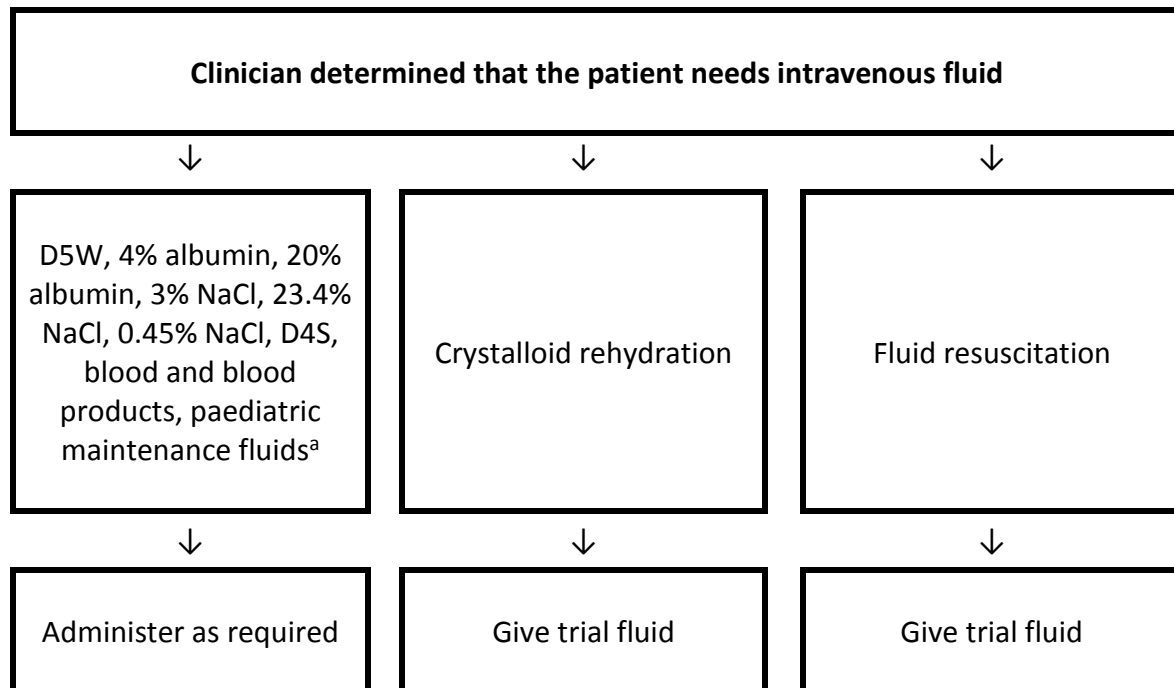 Clinician determined that the patient needs intravenous fluid
↓ ↓ ↓
D5W, 4% albumin, 20%
albumin, 3% NaCl, 23.4%
NaCl, 0.45% NaCl, D4S,
blood and blood
products, paediatric
maintenance fluidsᵃ
Crystalloid rehydration
Fluid resuscitation
↓ ↓ ↓
Administer as required
Give trial fluid
Give trial fluid